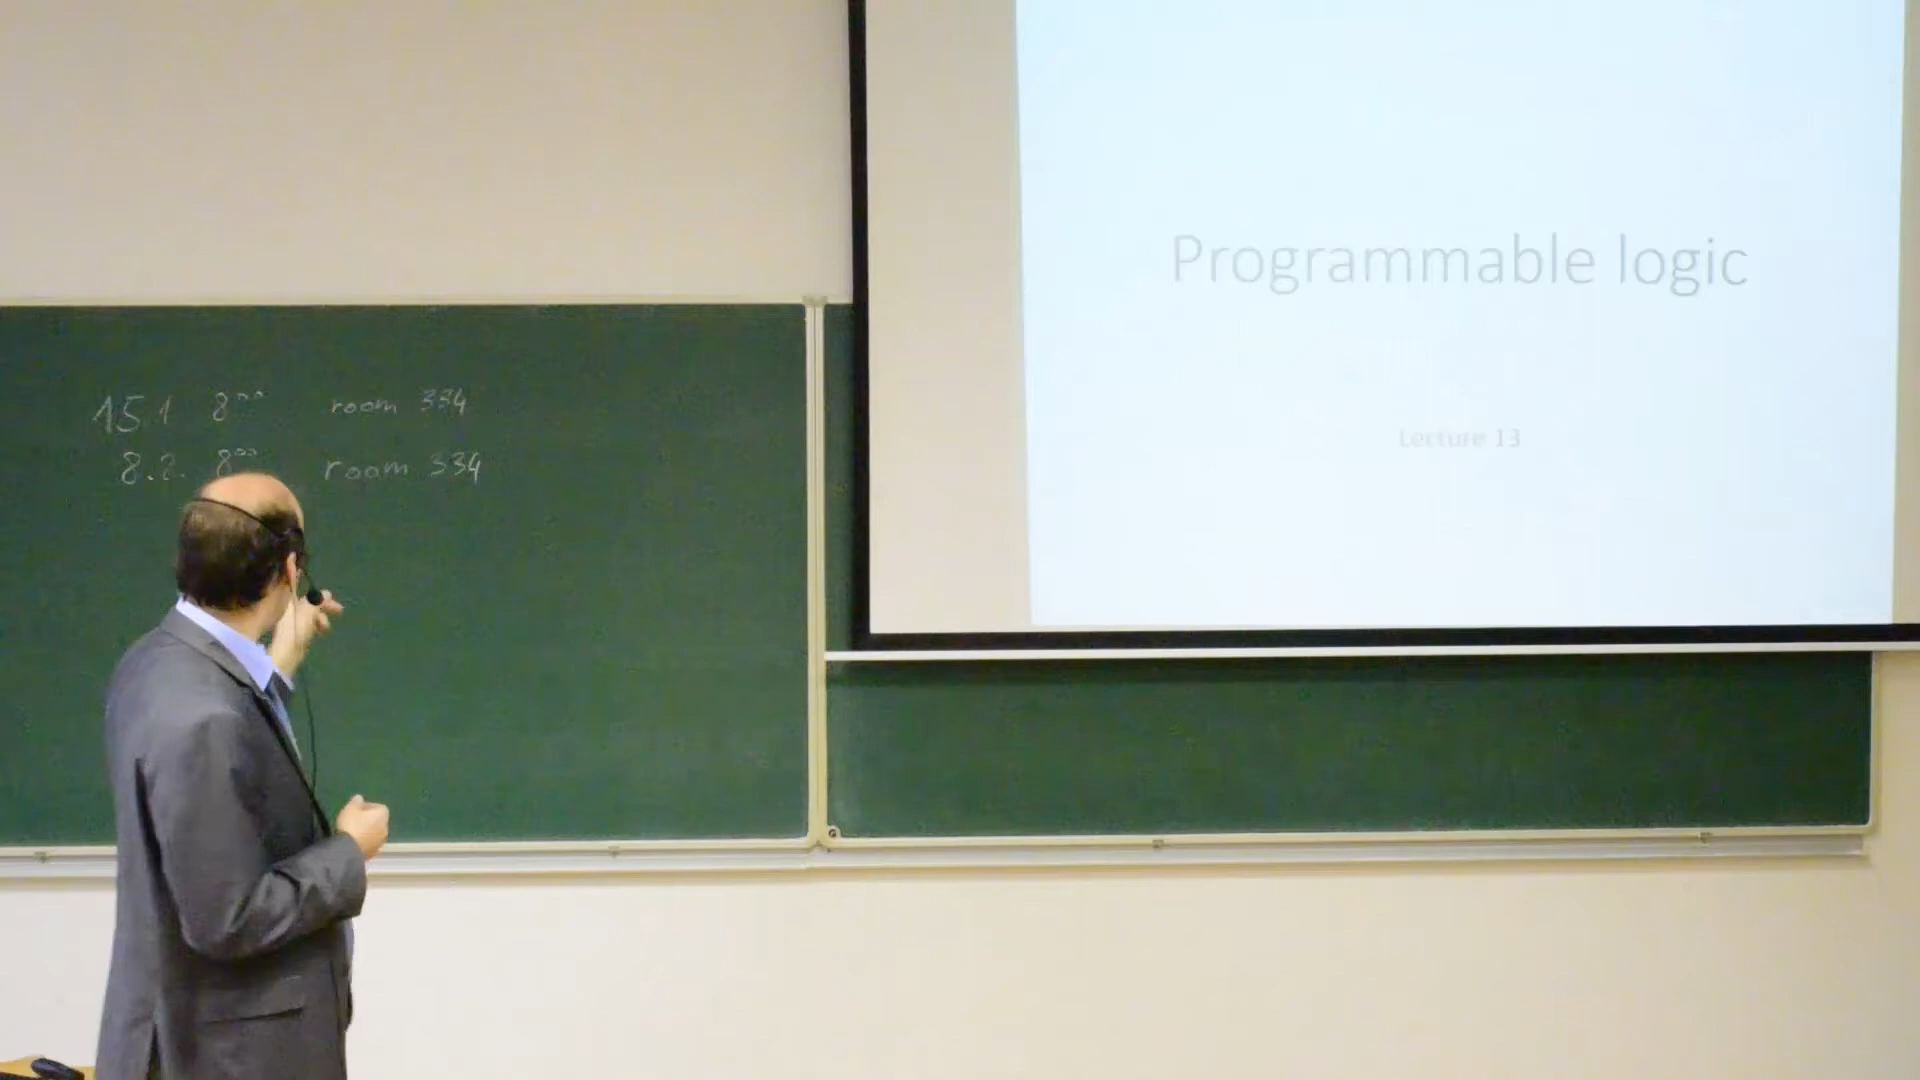 15.1 8⁰⁰ room 334
8.2. 8⁰⁰ room 334
Programmable logic
Lecture 13